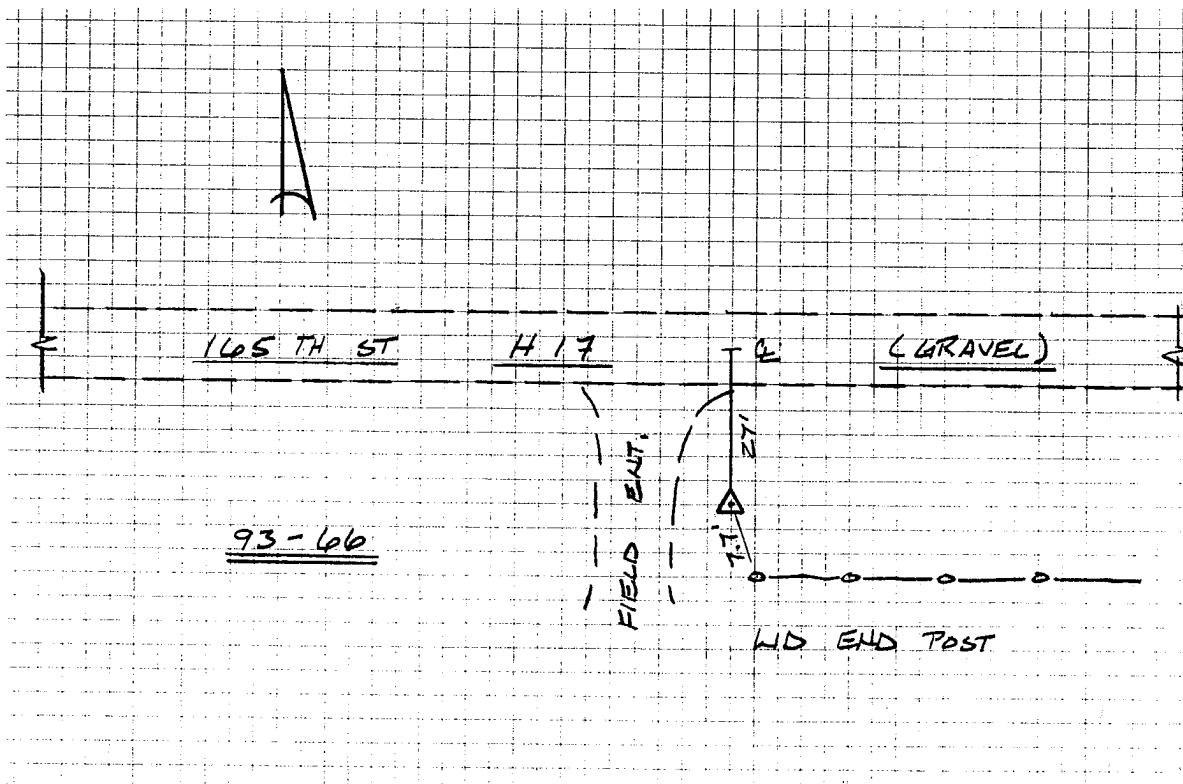 165 TH ST H 17 (GRAVEL)
℄
27'
FIELD ENT.
7.7'
93-66
WD END POST